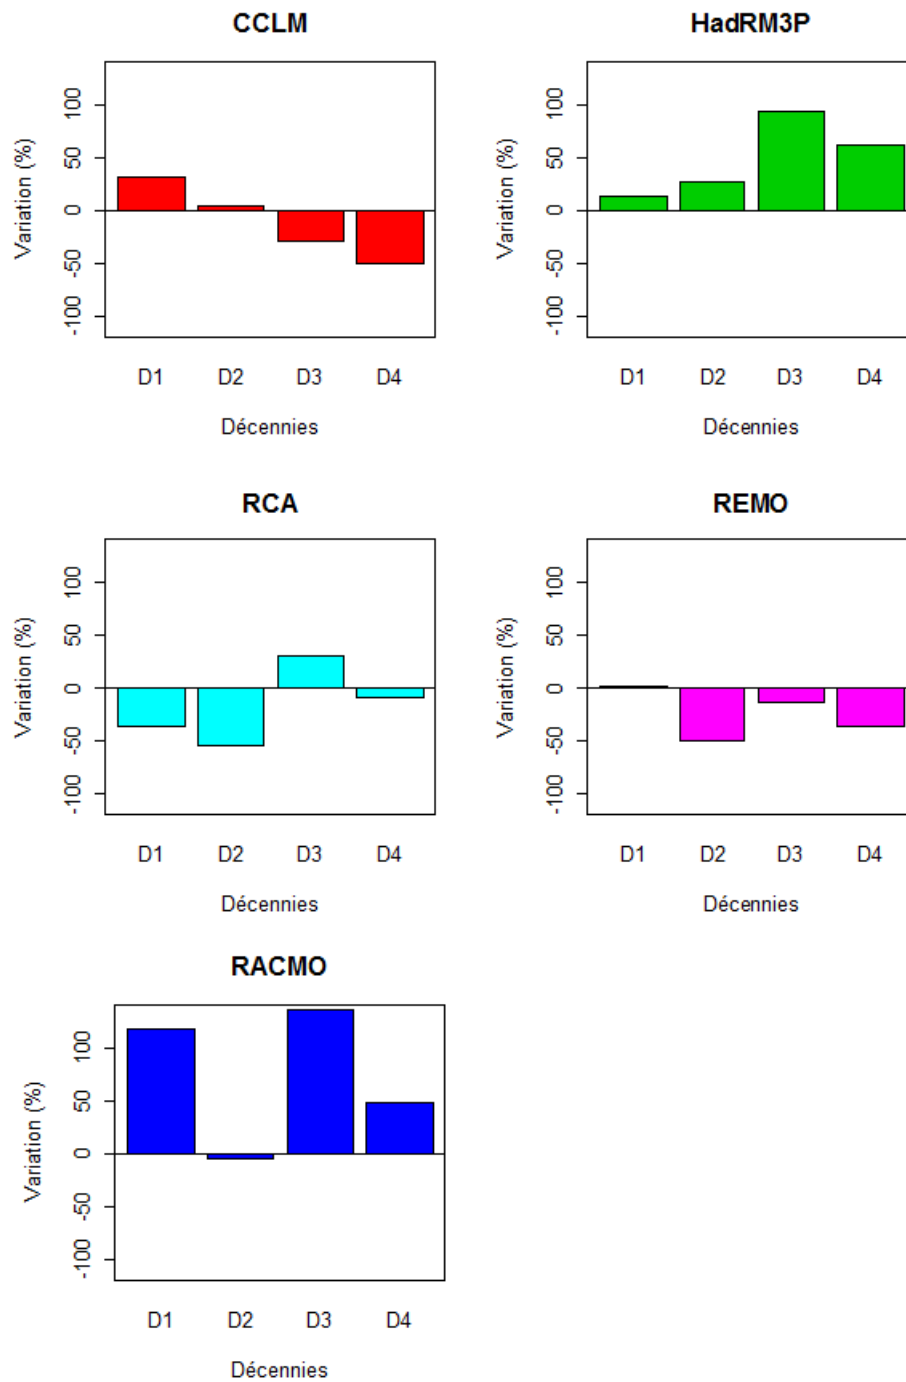 CCLM
Variation (%)
100
50
0
-50
-100
D1 D2 D3 D4
Décennies
HadRM3P
Variation (%)
100
50
0
-50
-100
D1 D2 D3 D4
Décennies
RCA
Variation (%)
100
50
0
-50
-100
D1 D2 D3 D4
Décennies
REMO
Variation (%)
100
50
0
-50
-100
D1 D2 D3 D4
Décennies
RACMO
Variation (%)
100
50
0
-50
-100
D1 D2 D3 D4
Décennies